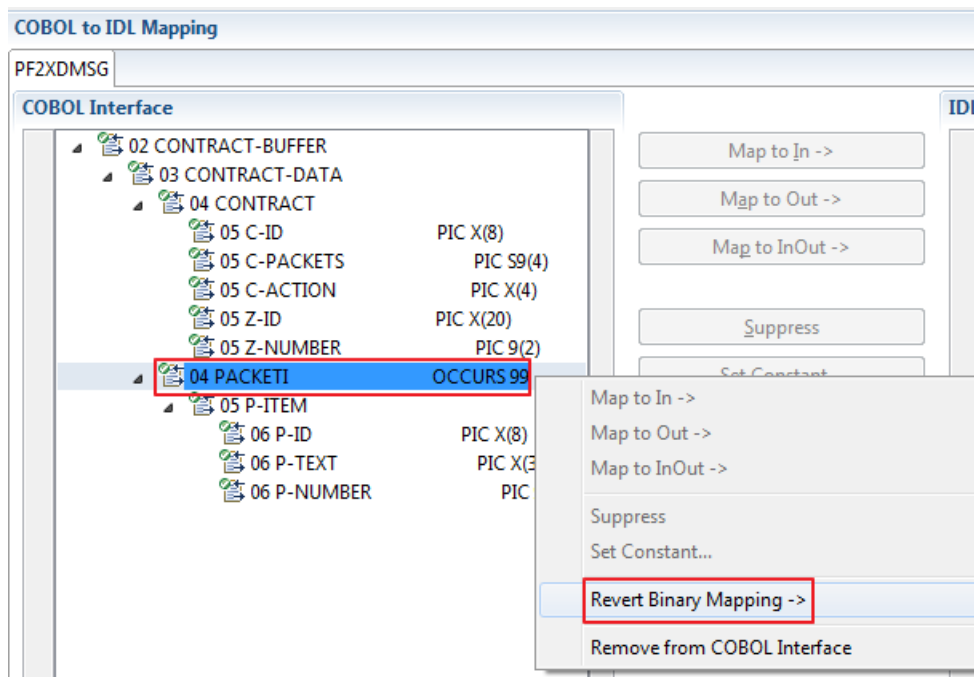 COBOL to IDL Mapping
PF2XDMSG
COBOL Interface
02 CONTRACT-BUFFER
03 CONTRACT-DATA
04 CONTRACT
05 C-ID PIC X(8)
05 C-PACKETS PIC S9(4)
05 C-ACTION PIC X(4)
05 Z-ID PIC X(20)
05 Z-NUMBER PIC 9(2)
04 PACKETI OCCURS 99
05 P-ITEM
06 P-ID PIC X(8)
06 P-TEXT PIC X(3
06 P-NUMBER PIC
Map to In ->
Map to Out ->
Map to InOut ->
Suppress
Set Constant...
Map to In ->
Map to Out ->
Map to InOut ->
Suppress
Set Constant...
Revert Binary Mapping ->
Remove from COBOL Interface